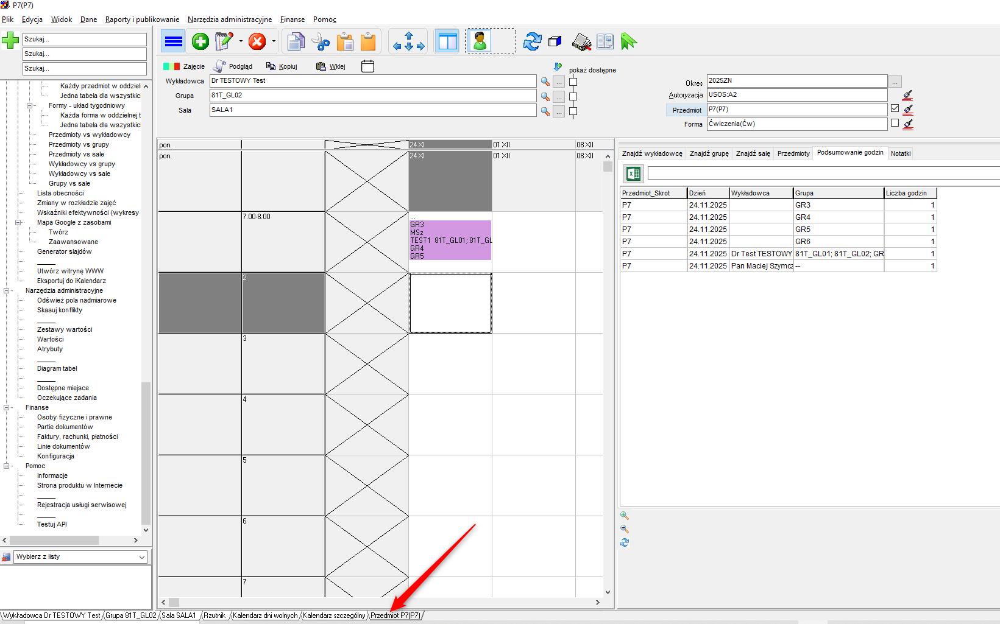 P7(P7)
Plik Edycja Widok Dane Raporty i publikowanie Narzędzia administracyjne Finanse Pomoc
Szukaj...
Szukaj...
Szukaj...
Każdy przedmiot w oddziel
Jedna tabela dla wszystkic
Formy - układ tygodniowy
Każda forma w oddzielnej t
Jedna tabela dla wszystkic
Przedmioty vs wykładowcy
Przedmioty vs grupy
Przedmioty vs sale
Wykładowcy vs grupy
Wykładowcy vs sale
Grupy vs sale
Lista obecności
Zmiany w rozkładzie zajęć
Wskaźniki efektywności (wykresy
Mapa Google z zasobami
Twórz
Zaawansowane
Generator slajdów
Utwórz witrynę WWW
Eksportuj do iKalendarz
Narzędzia administracyjne
Odśwież pola nadmiarowe
Skasuj konflikty
Zestawy wartości
Wartości
Atrybuty
Diagram tabel
Dostępne miejsce
Oczekujące zadania
Finanse
Osoby fizyczne i prawne
Partie dokumentów
Faktury, rachunki, płatności
Linie dokumentów
Konfiguracja
Pomoc
Informacje
Strona produktu w Internecie
Rejestracja usługi serwisowej
Testuj API
Wybierz z listy
Zajęcie Podgląd Kopiuj Wklej
pokaż dostępne
Wykładowca Dr TESTOWY Test ...
Grupa 81T_GL02 ...
Sala SALA1 ...
Okres 2025ZN ...
Autoryzacja USOS:A2
Przedmiot P7(P7)
Forma Ćwiczenia(Ćw)
pon. 24 XI 01 XII 08 XII
pon. 24 XI 01 XII 08 XII
7.00-8.00
...
GR3
MSz
TEST1 81T_GL01; 81T_GL
GR4
GR5
2
3
4
5
6
7
Znajdź wykładowcę Znajdź grupę Znajdź salę Przedmioty Podsumowanie godzin Notatki
Przedmiot_Skrot Dzień Wykładowca Grupa Liczba godzin
P7 24.11.2025 GR3 1
P7 24.11.2025 GR4 1
P7 24.11.2025 GR5 1
P7 24.11.2025 GR6 1
P7 24.11.2025 Dr Test TESTOWY 81T_GL01; 81T_GL02; GR 1
P7 24.11.2025 Pan Maciej Szymcz -- 1
Wykładowca Dr TESTOWY Test Grupa 81T_GL02 Sala SALA1 Rzutnik Kalendarz dni wolnych Kalendarz szczególny Przedmiot P7(P7)